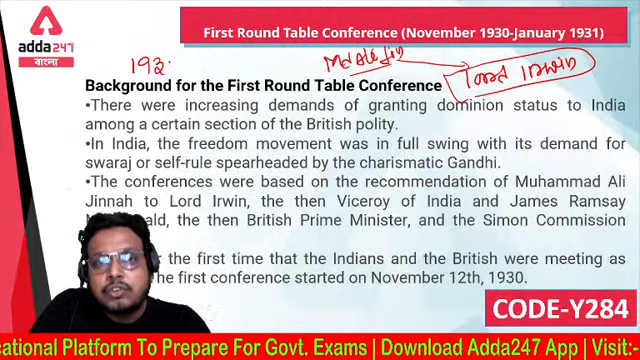 adda247
বাংলা
First Round Table Conference (November 1930-January 1931)
193
Lord Irwin
Background for the First Round Table Conference
•There were increasing demands of granting dominion status to India
among a certain section of the British polity.
•In India, the freedom movement was in full swing with its demand for
swaraj or self-rule spearheaded by the charismatic Gandhi.
•The conferences were based on the recommendation of Muhammad Ali
Jinnah to Lord Irwin, the then Viceroy of India and James Ramsay
ald, the then British Prime Minister, and the Simon Commission
the first time that the Indians and the British were meeting as
he first conference started on November 12th, 1930.
CODE-Y284
cational Platform To Prepare For Govt. Exams | Download Adda247 App | Visit:-